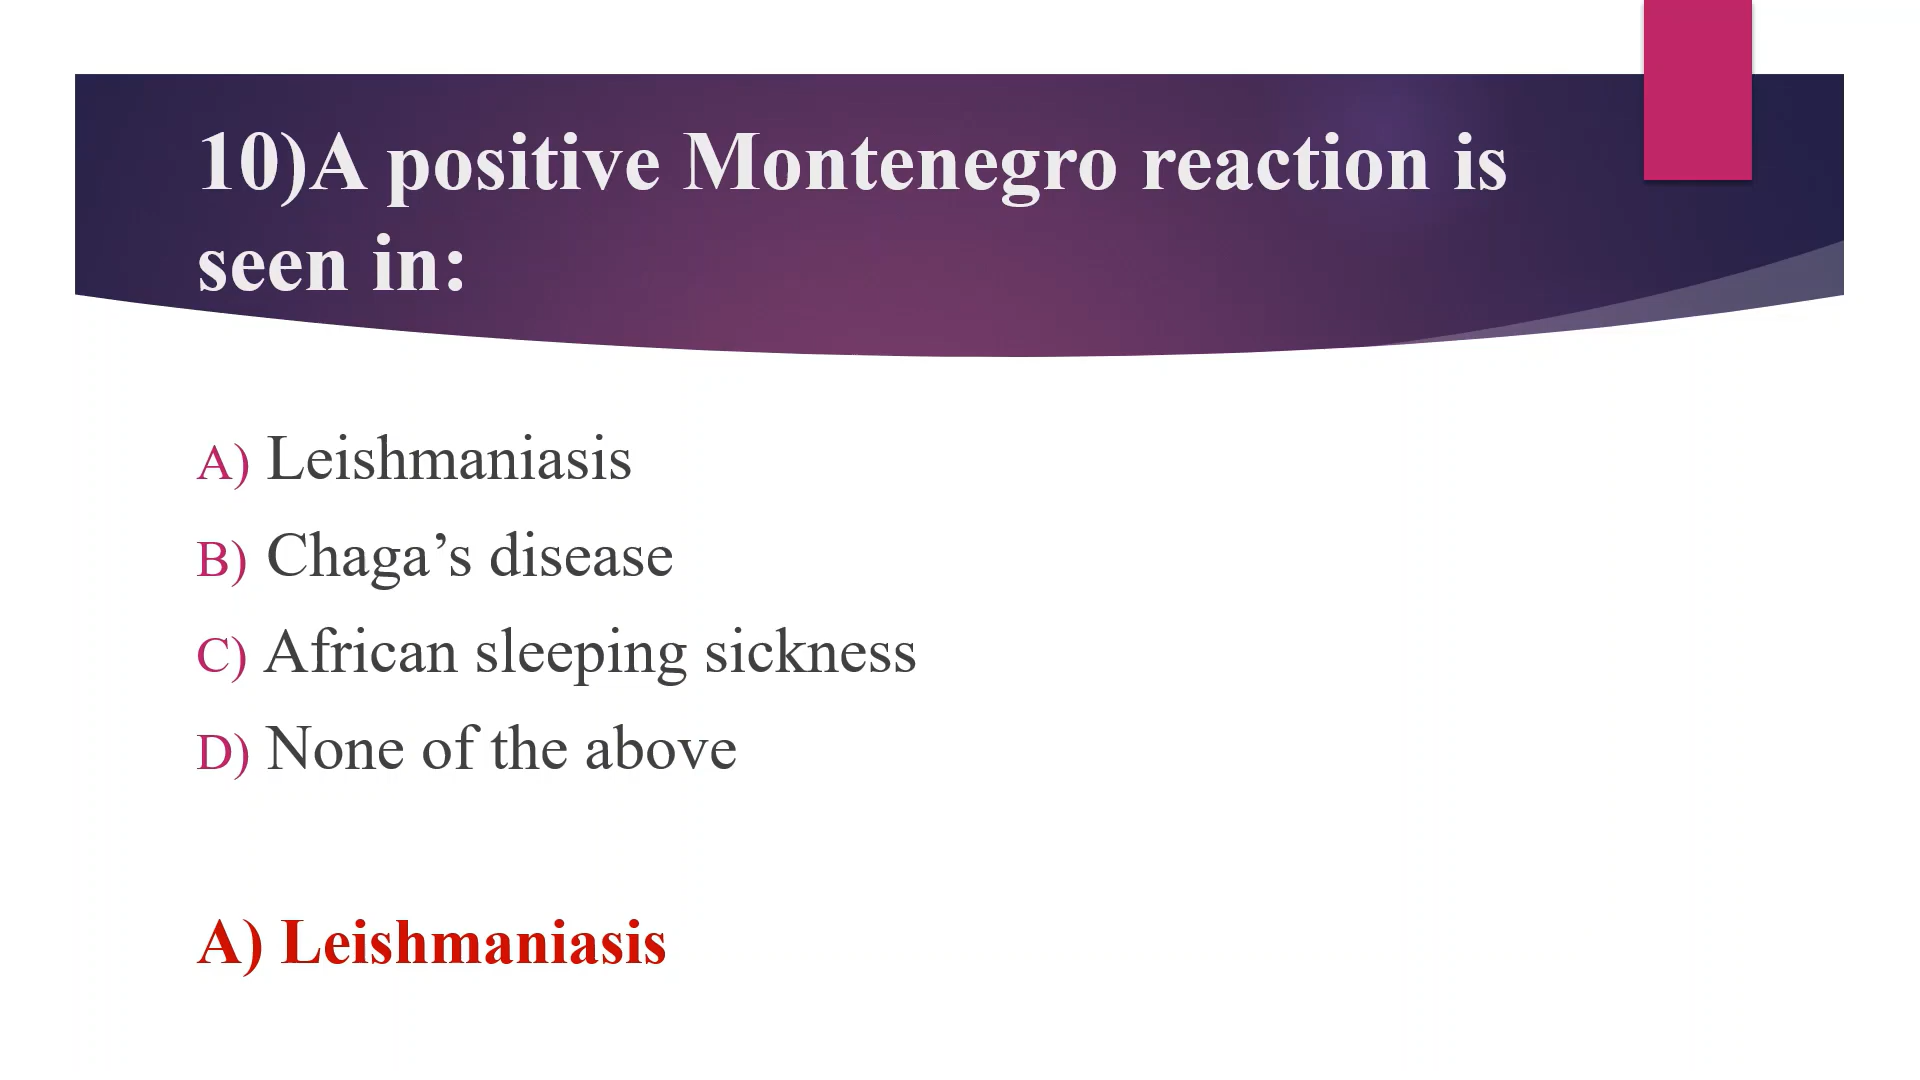 10)A positive Montenegro reaction is
seen in:
A) Leishmaniasis
B) Chaga’s disease
C) African sleeping sickness
D) None of the above
A) Leishmaniasis